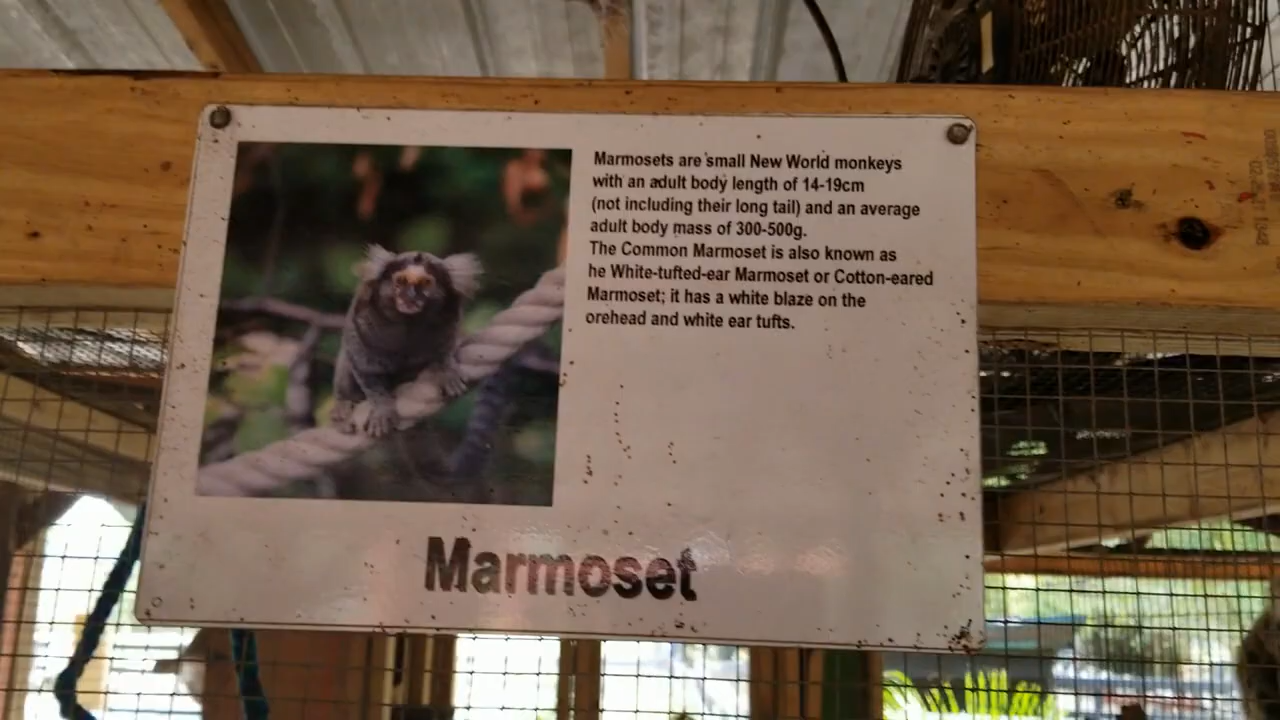 Marmosets are small New World monkeys
with an adult body length of 14-19cm
(not including their long tail) and an average
adult body mass of 300-500g.
The Common Marmoset is also known as
he White-tufted-ear Marmoset or Cotton-eared
Marmoset; it has a white blaze on the
orehead and white ear tufts.
Marmoset